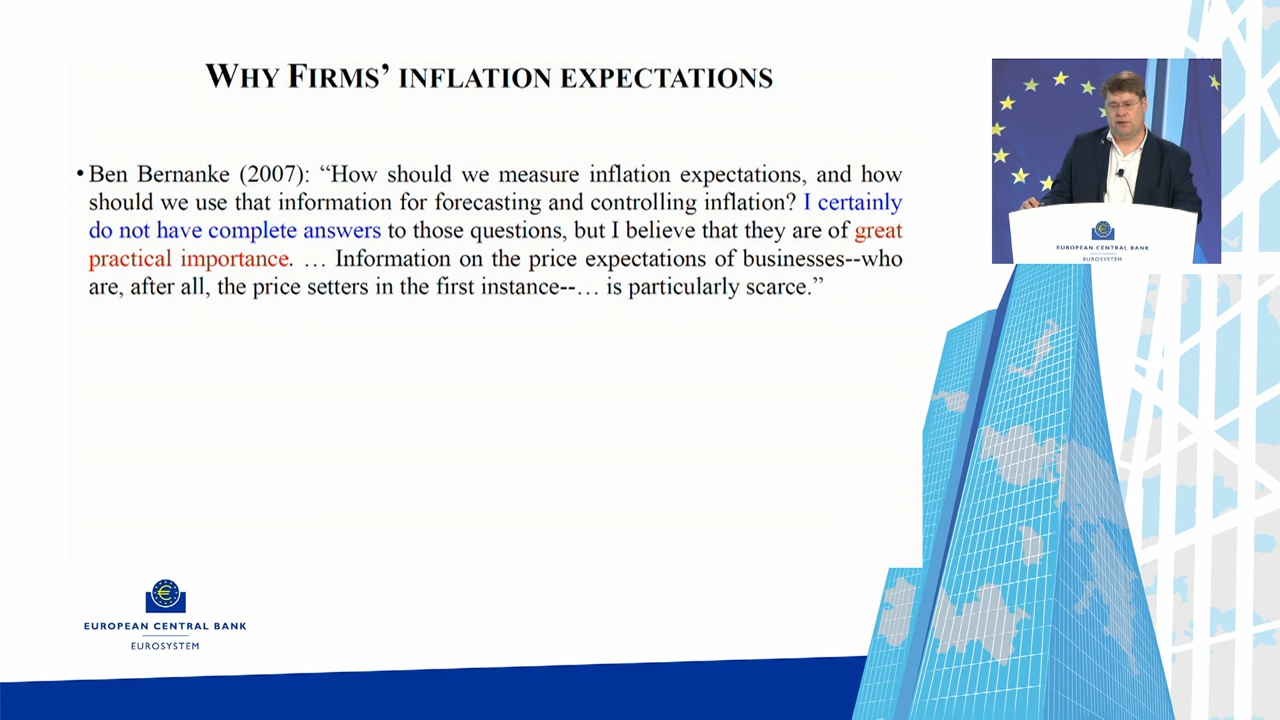 WHY FIRMS’ INFLATION EXPECTATIONS
• Ben Bernanke (2007): “How should we measure inflation expectations, and how
should we use that information for forecasting and controlling inflation? I certainly
do not have complete answers to those questions, but I believe that they are of great
practical importance. … Information on the price expectations of businesses--who
are, after all, the price setters in the first instance--… is particularly scarce.”
EUROPEAN CENTRAL BANK
EUROSYSTEM
EUROPEAN CENTRAL BANK
EUROSYSTEM